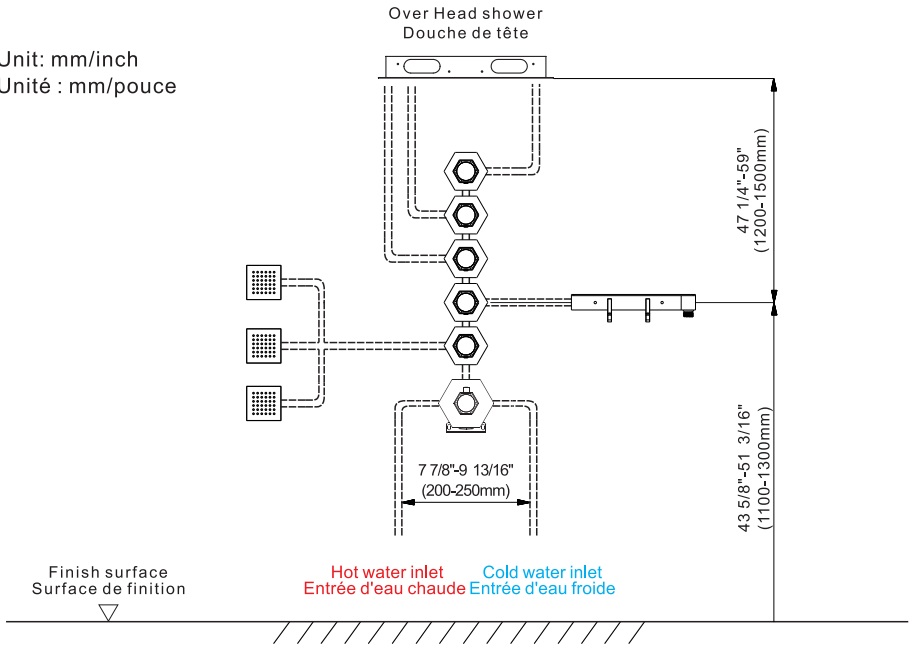 Over Head shower
Douche de tête
Unit: mm/inch
Unité : mm/pouce
47 1/4"-59"
(1200-1500mm)
7 7/8"-9 13/16"
(200-250mm)
43 5/8"-51 3/16"
(1100-1300mm)
Finish surface
Surface de finition
Hot water inlet
Entrée d'eau chaude
Cold water inlet
Entrée d'eau froide